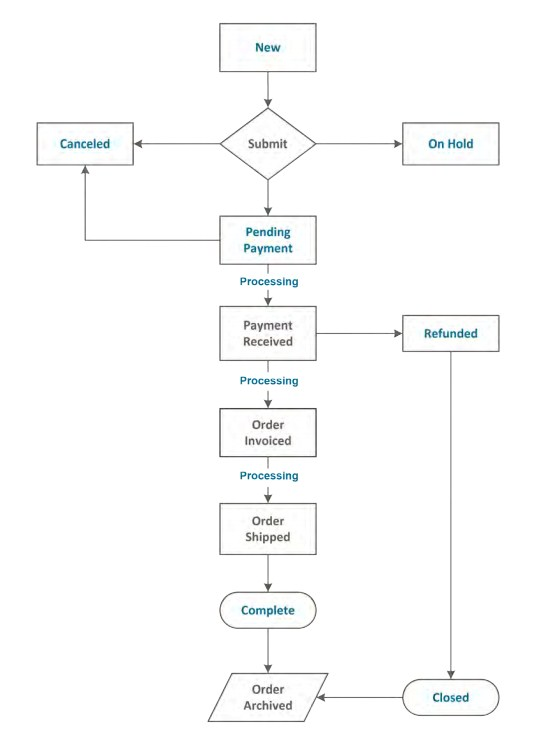 New
Canceled
Submit
On Hold
Pending
Payment
Processing
Payment
Received
Refunded
Processing
Order
Invoiced
Processing
Order
Shipped
Complete
Order
Archived
Closed